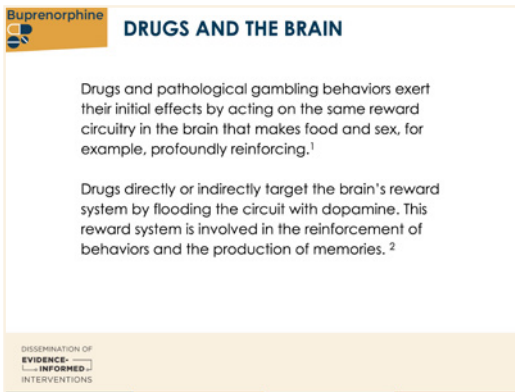 Buprenorphine
DRUGS AND THE BRAIN
Drugs and pathological gambling behaviors exert
their initial effects by acting on the same reward
circuitry in the brain that makes food and sex, for
example, profoundly reinforcing.1
Drugs directly or indirectly target the brain's reward
system by flooding the circuit with dopamine. This
reward system is involved in the reinforcement of
behaviors and the production of memories. 2
DISSEMINATION OF
EVIDENCE-
INFORMED
INTERVENTIONS